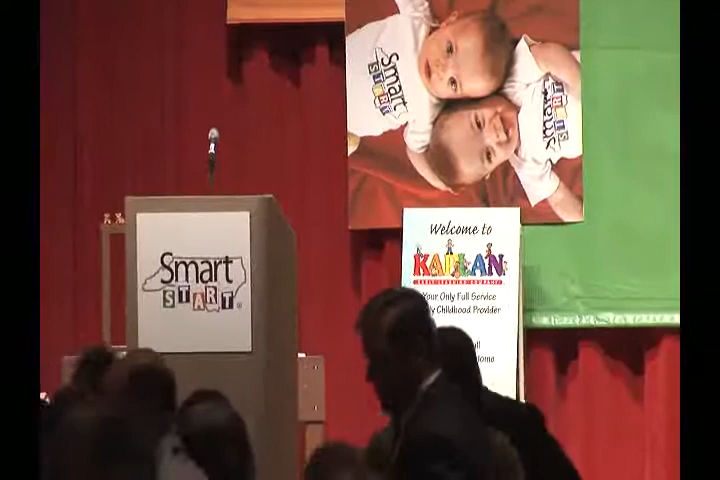 Smart
START
Smart
START
Welcome to
KAPLAN
EARLY LEARNING COMPANY
Your Only Full Service
Childhood Provider
Smart
START